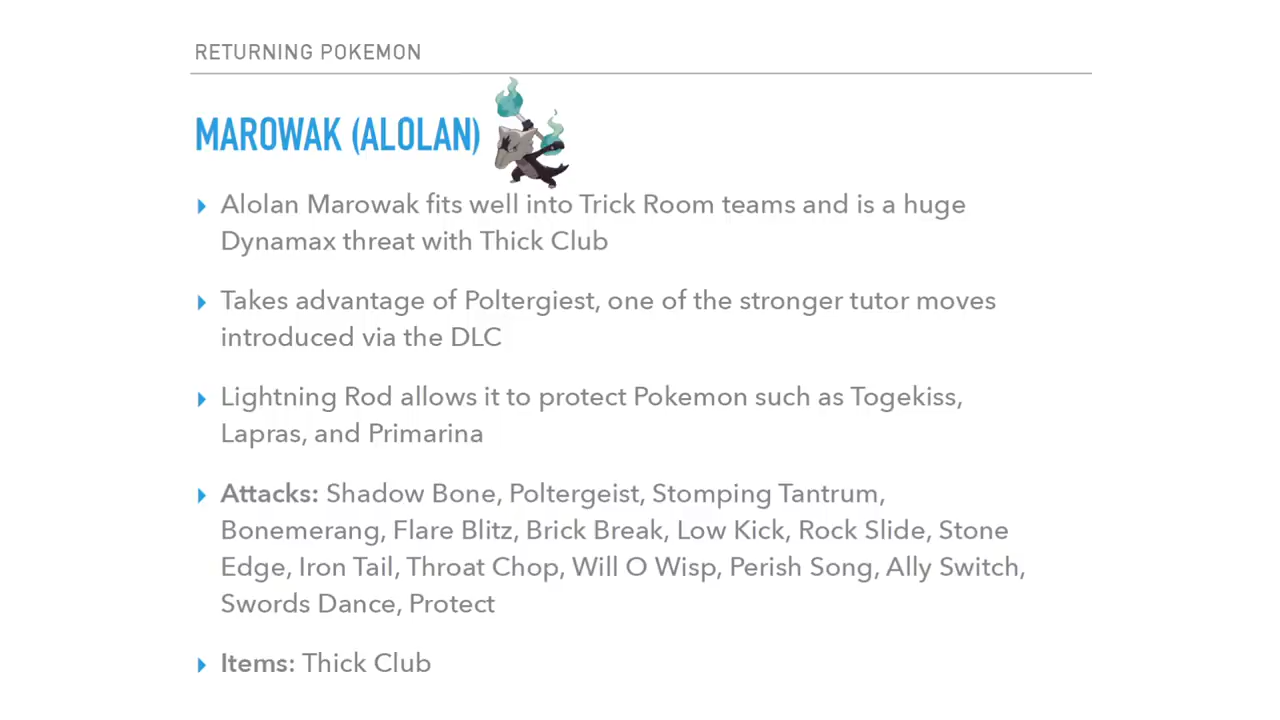 RETURNING POKEMON
MAROWAK (ALOLAN)
Alolan Marowak fits well into Trick Room teams and is a huge
Dynamax threat with Thick Club
Takes advantage of Poltergiest, one of the stronger tutor moves
introduced via the DLC
Lightning Rod allows it to protect Pokemon such as Togekiss,
Lapras, and Primarina
Attacks: Shadow Bone, Poltergeist, Stomping Tantrum,
Bonemerang, Flare Blitz, Brick Break, Low Kick, Rock Slide, Stone
Edge, Iron Tail, Throat Chop, Will O Wisp, Perish Song, Ally Switch,
Swords Dance, Protect
Items: Thick Club